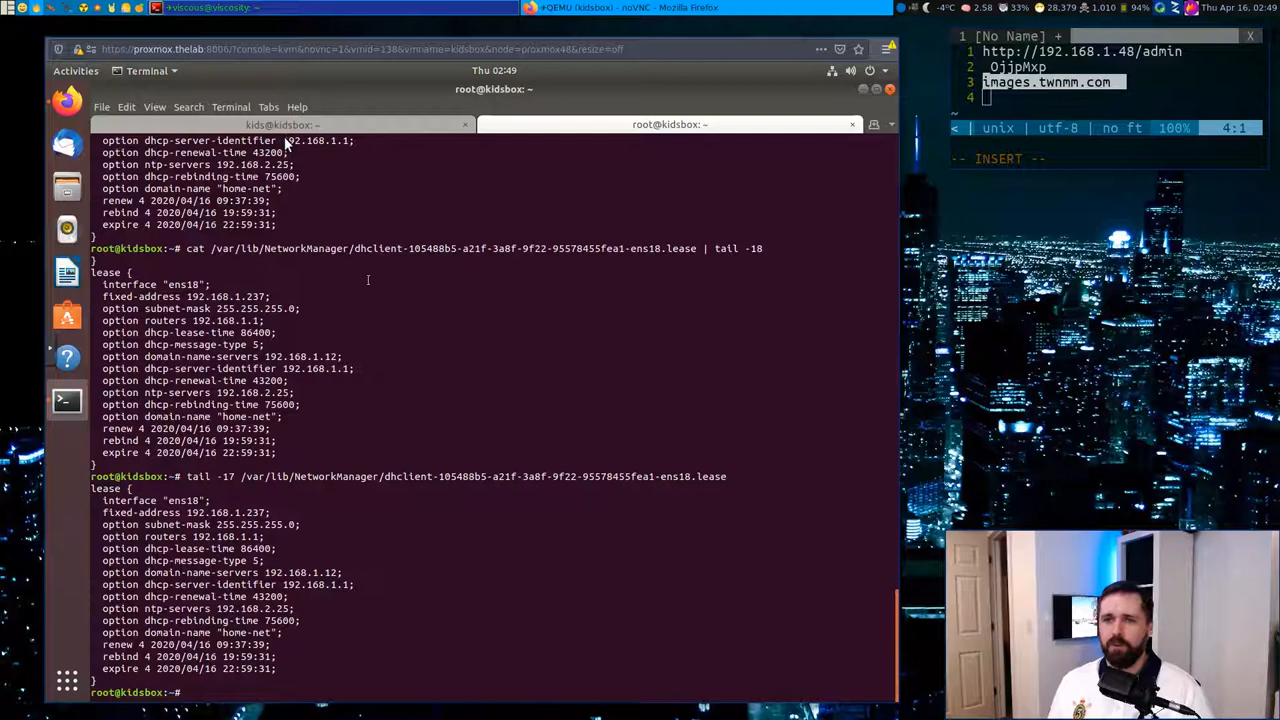 →viscous@viscosity: ~
→QEMU (kidsbox) - noVNC - Mozilla Firefox
-4°C 2.58 33% 28,379 1,010 94% Thu Apr 16, 02:49
https://proxmox.thelab:8006/?console=kvm&novnc=1&vmid=138&vmname=kidsbox&node=proxmox48&resize=off
Activities Terminal Thu 02:49
root@kidsbox: ~
File Edit View Search Terminal Tabs Help
kids@kidsbox: ~ × root@kidsbox: ~ ×
option dhcp-server-identifier 192.168.1.1;
option dhcp-renewal-time 43200;
option ntp-servers 192.168.2.25;
option dhcp-rebinding-time 75600;
option domain-name "home-net";
renew 4 2020/04/16 09:37:39;
rebind 4 2020/04/16 19:59:31;
expire 4 2020/04/16 22:59:31;
}
root@kidsbox:~# cat /var/lib/NetworkManager/dhclient-105488b5-a21f-3a8f-9f22-95578455fea1-ens18.lease | tail -18
}
lease {
interface "ens18";
fixed-address 192.168.1.237;
option subnet-mask 255.255.255.0;
option routers 192.168.1.1;
option dhcp-lease-time 86400;
option dhcp-message-type 5;
option domain-name-servers 192.168.1.12;
option dhcp-server-identifier 192.168.1.1;
option dhcp-renewal-time 43200;
option ntp-servers 192.168.2.25;
option dhcp-rebinding-time 75600;
option domain-name "home-net";
renew 4 2020/04/16 09:37:39;
rebind 4 2020/04/16 19:59:31;
expire 4 2020/04/16 22:59:31;
}
root@kidsbox:~# tail -17 /var/lib/NetworkManager/dhclient-105488b5-a21f-3a8f-9f22-95578455fea1-ens18.lease
lease {
interface "ens18";
fixed-address 192.168.1.237;
option subnet-mask 255.255.255.0;
option routers 192.168.1.1;
option dhcp-lease-time 86400;
option dhcp-message-type 5;
option domain-name-servers 192.168.1.12;
option dhcp-server-identifier 192.168.1.1;
option dhcp-renewal-time 43200;
option ntp-servers 192.168.2.25;
option dhcp-rebinding-time 75600;
option domain-name "home-net";
renew 4 2020/04/16 09:37:39;
rebind 4 2020/04/16 19:59:31;
expire 4 2020/04/16 22:59:31;
}
root@kidsbox:~#
1 [No Name] + X
1 http://192.168.1.48/admin
2 _OjjpMxp
3 images.twnmm.com
4
~
< | unix | utf-8 | no ft 100% 4:1
-- INSERT --